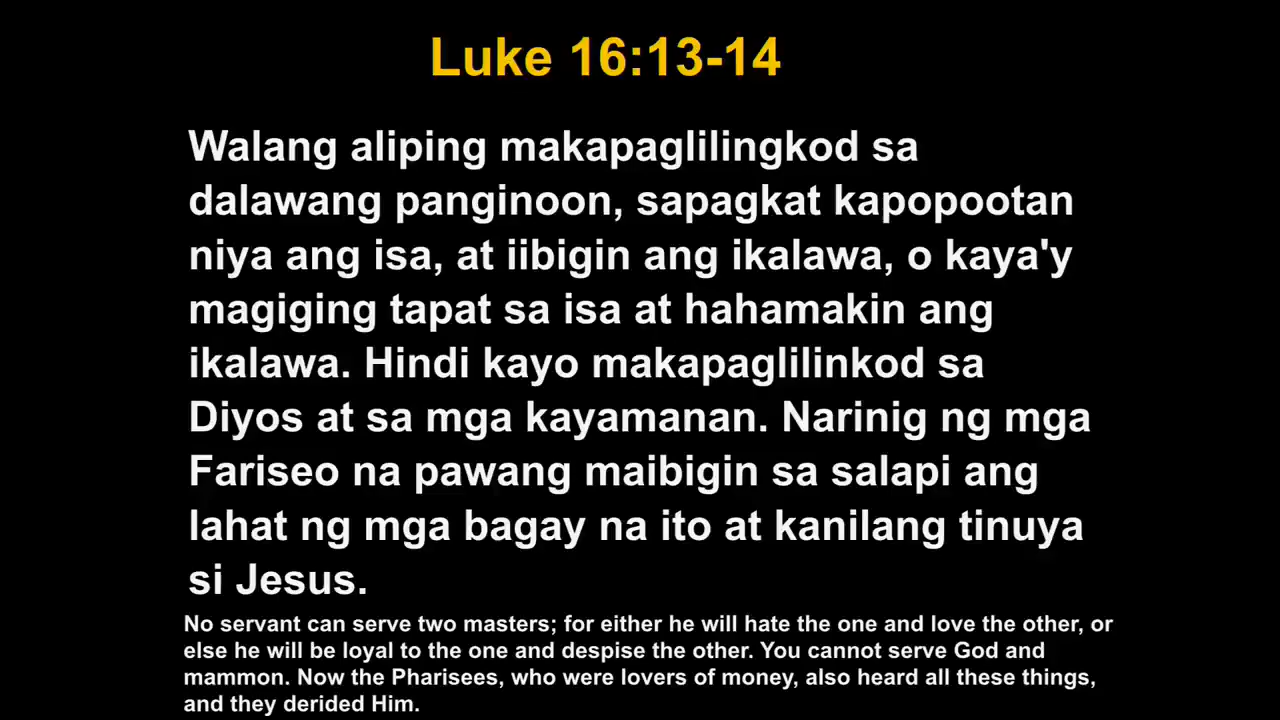 Luke 16:13-14
Walang aliping makapaglilingkod sa
dalawang panginoon, sapagkat kapopootan
niya ang isa, at iibigin ang ikalawa, o kaya'y
magiging tapat sa isa at hahamakin ang
ikalawa. Hindi kayo makapaglilinkod sa
Diyos at sa mga kayamanan. Narinig ng mga
Fariseo na pawang maibigin sa salapi ang
lahat ng mga bagay na ito at kanilang tinuya
si Jesus.
No servant can serve two masters; for either he will hate the one and love the other, or
else he will be loyal to the one and despise the other. You cannot serve God and
mammon. Now the Pharisees, who were lovers of money, also heard all these things,
and they derided Him.